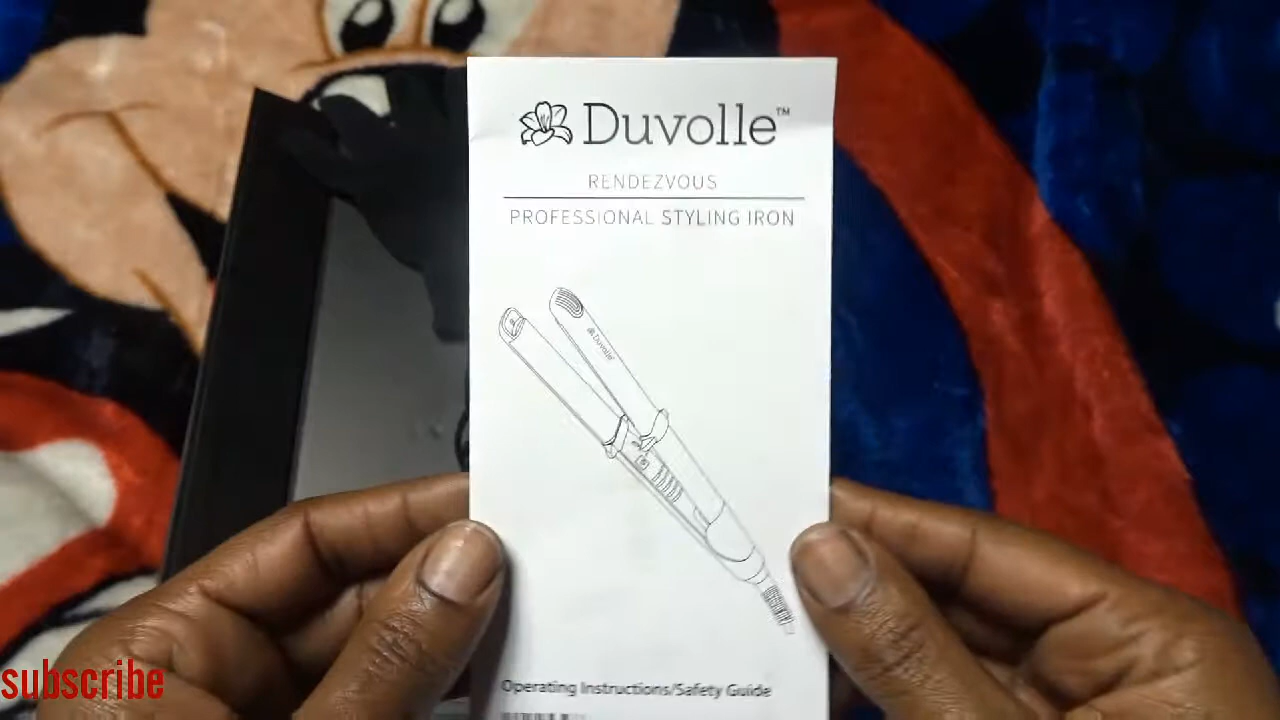 Duvolle™
RENDEZVOUS
PROFESSIONAL STYLING IRON
Duvolle
Operating Instructions/Safety Guide
subscribe